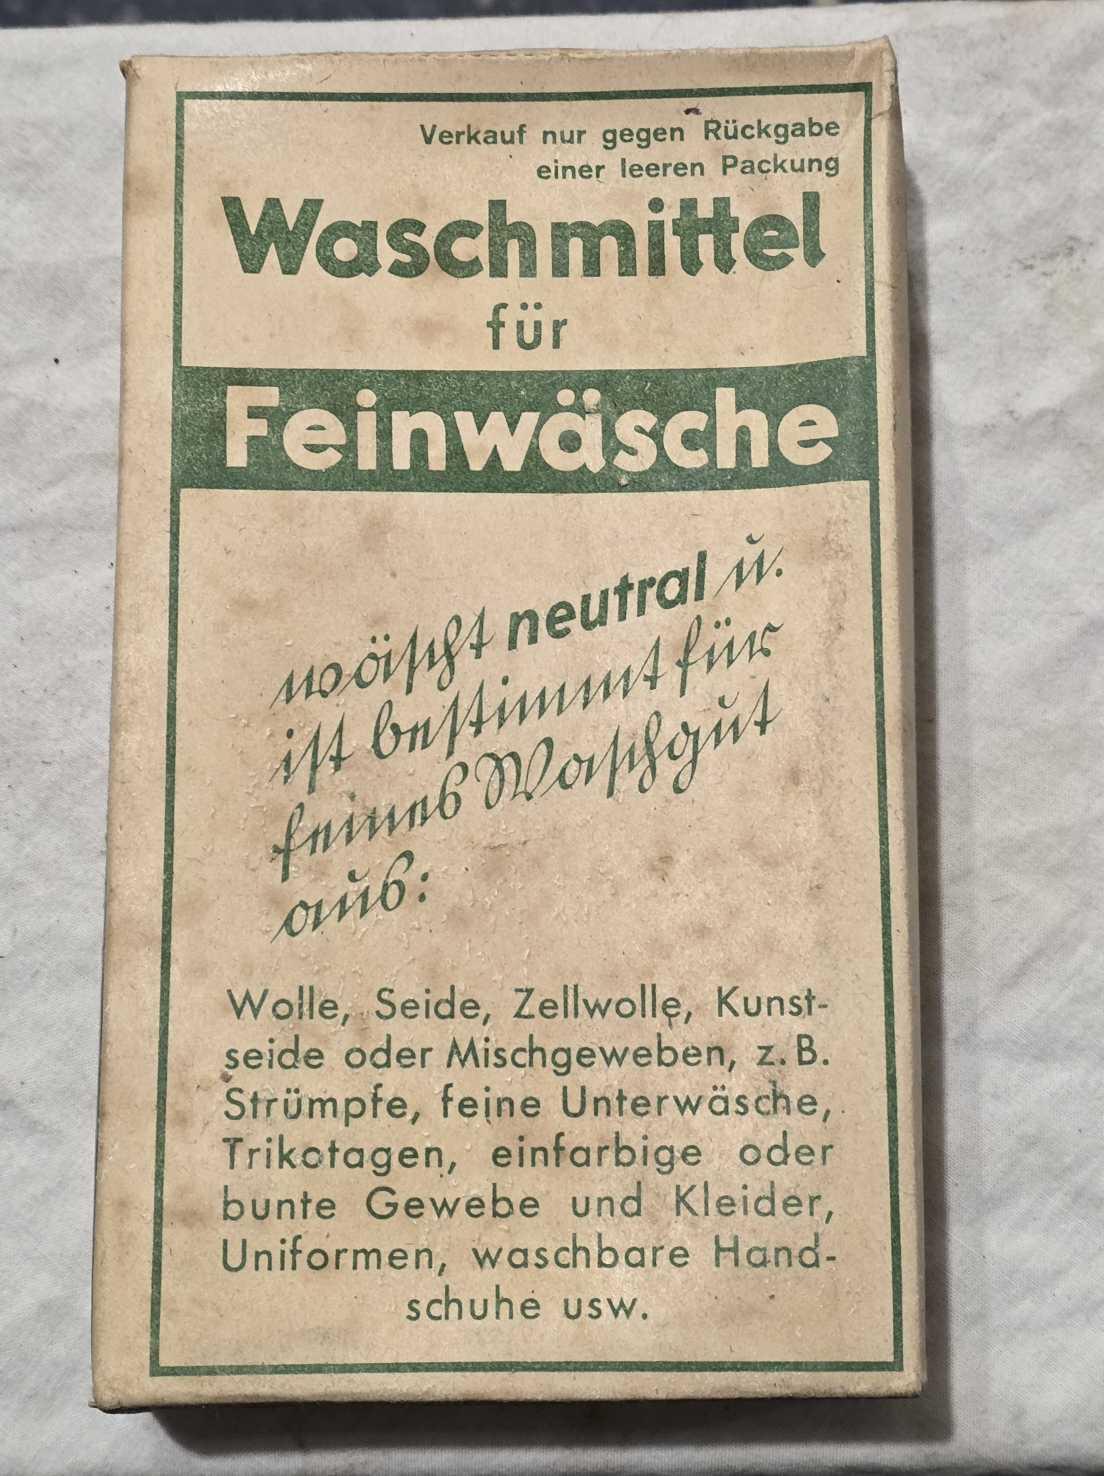 Verkauf nur gegen Rückgabe
einer leeren Packung
Waschmittel
für
Feinwäsche
wäscht neutral u.
ist bestimmt für
feines Waschgut
aus:
Wolle, Seide, Zellwolle, Kunst-
seide oder Mischgeweben, z. B.
Strümpfe, feine Unterwäsche,
Trikotagen, einfarbige oder
bunte Gewebe und Kleider,
Uniformen, waschbare Hand-
schuhe usw.